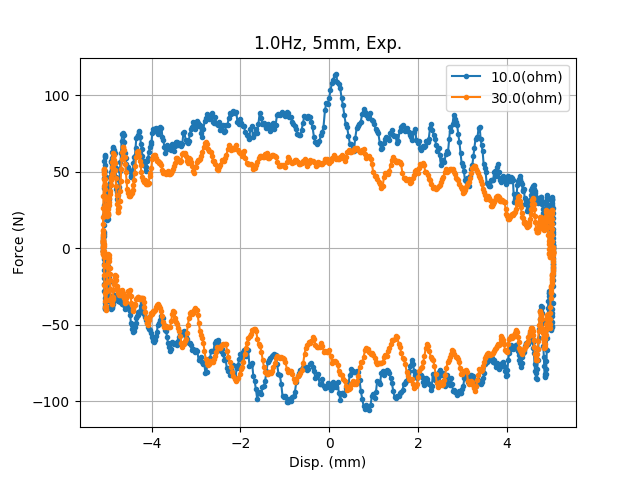 1.0Hz, 5mm, Exp.
10.0(ohm)
30.0(ohm)
Force (N)
100
50
0
−50
−100
−4
−2
0
2
4
Disp. (mm)